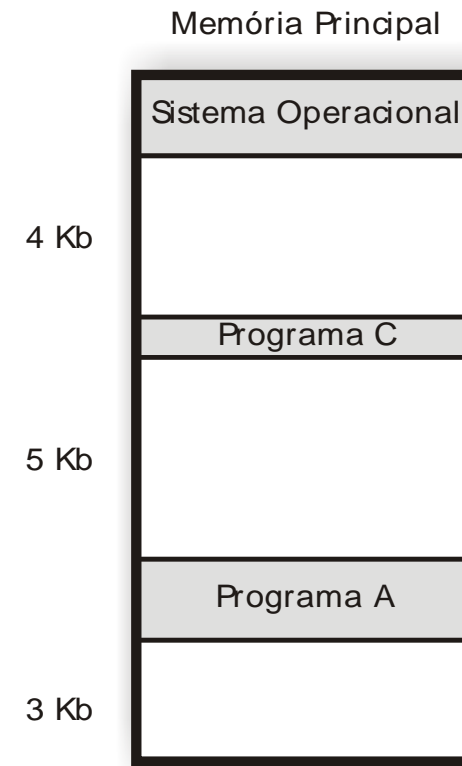 Memória Principal
Sistema Operacional
4 Kb
Programa C
5 Kb
Programa A
3 Kb